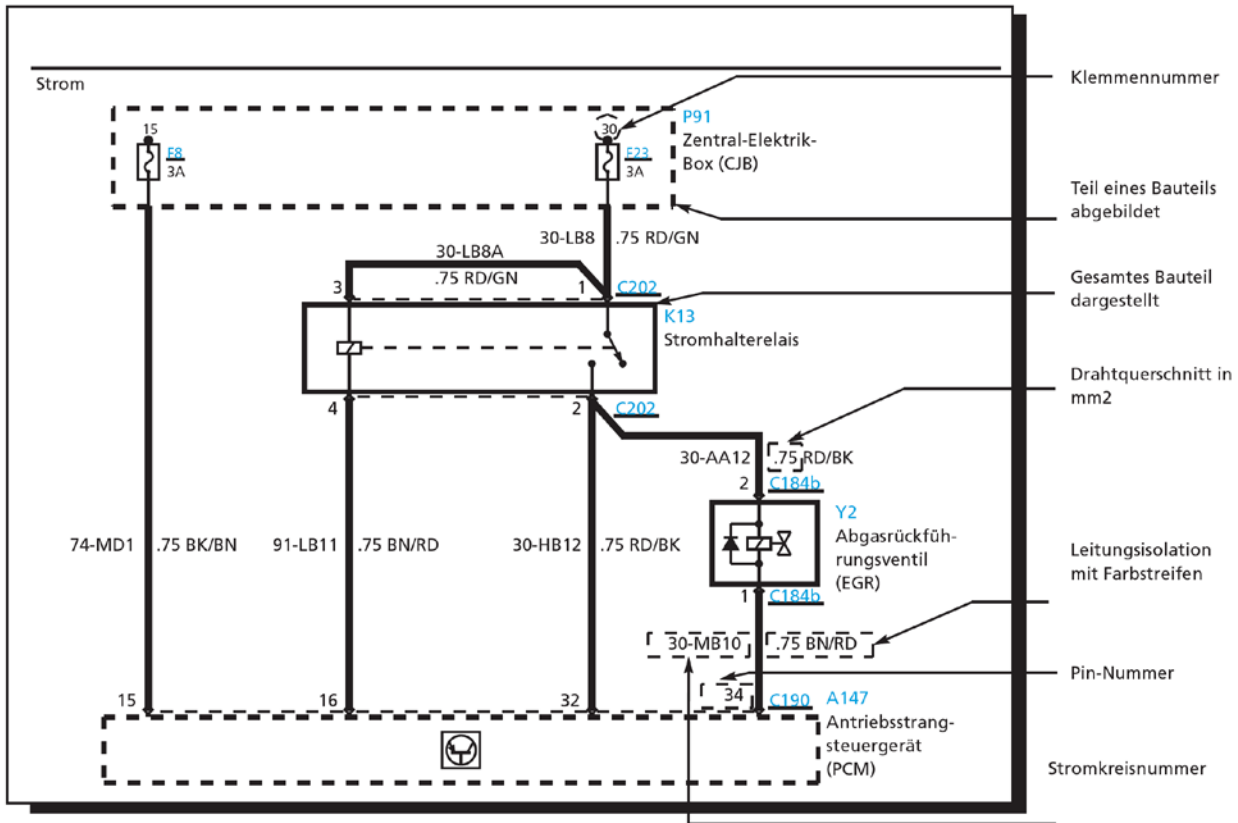 Strom
Klemmennummer
15
30
P91
F8
3A
F23
3A
Zentral-Elektrik-
Box (CJB)
Teil eines Bauteils
abgebildet
30-LB8
.75 RD/GN
30-LB8A
.75 RD/GN
3
1
C202
Gesamtes Bauteil
dargestellt
K13
Stromhalterelais
4
2
C202
Drahtquerschnitt in
mm2
30-AA12
.75 RD/BK
2
C184b
74-MD1
.75 BK/BN
91-LB11
.75 BN/RD
30-HB12
.75 RD/BK
Y2
Abgasrückfüh-
rungsventil
(EGR)
Leitungsisolation
mit Farbstreifen
1
C184b
30-MB10
.75 BN/RD
Pin-Nummer
15
16
32
34
C190
A147
Antriebsstrang-
steuergerät
(PCM)
Stromkreisnummer